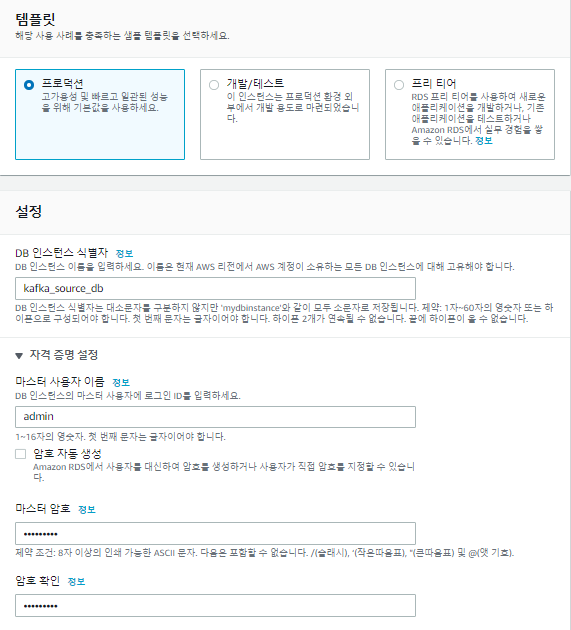 템플릿
해당 사용 사례를 충족하는 샘플 템플릿을 선택하세요.
프로덕션
고가용성 및 빠르고 일관된 성능
을 위해 기본값을 사용하세요.
개발/테스트
이 인스턴스는 프로덕션 환경 외
부에서 개발 용도로 마련되었습니
다.
프리 티어
RDS 프리 티어를 사용하여 새로운
애플리케이션을 개발하거나, 기존
애플리케이션을 테스트하거나
Amazon RDS에서 실무 경험을 쌓
을 수 있습니다. 정보
설정
DB 인스턴스 식별자 정보
DB 인스턴스 이름을 입력하세요. 이름은 현재 AWS 리전에서 AWS 계정이 소유하는 모든 DB 인스턴스에 대해 고유해야 합니다.
kafka_source_db
DB 인스턴스 식별자는 대소문자를 구분하지 않지만 'mydbinstance'와 같이 모두 소문자로 저장됩니다. 제약: 1자~60자의 영숫자 또는 하
이픈으로 구성되어야 합니다. 첫 번째 문자는 글자이어야 합니다. 하이픈 2개가 연속될 수 없습니다. 끝에 하이픈이 올 수 없습니다.
▼ 자격 증명 설정
마스터 사용자 이름 정보
DB 인스턴스의 마스터 사용자에 로그인 ID를 입력하세요.
admin
1~16자의 영숫자. 첫 번째 문자는 글자이어야 합니다.
암호 자동 생성
Amazon RDS에서 사용자를 대신하여 암호를 생성하거나 사용자가 직접 암호를 지정할 수 있습니
다.
마스터 암호 정보
•••••••••
제약 조건: 8자 이상의 인쇄 가능한 ASCII 문자. 다음은 포함할 수 없습니다. /(슬래시), '(작은따옴표), "(큰따옴표) 및 @(앳 기호).
암호 확인 정보
•••••••••